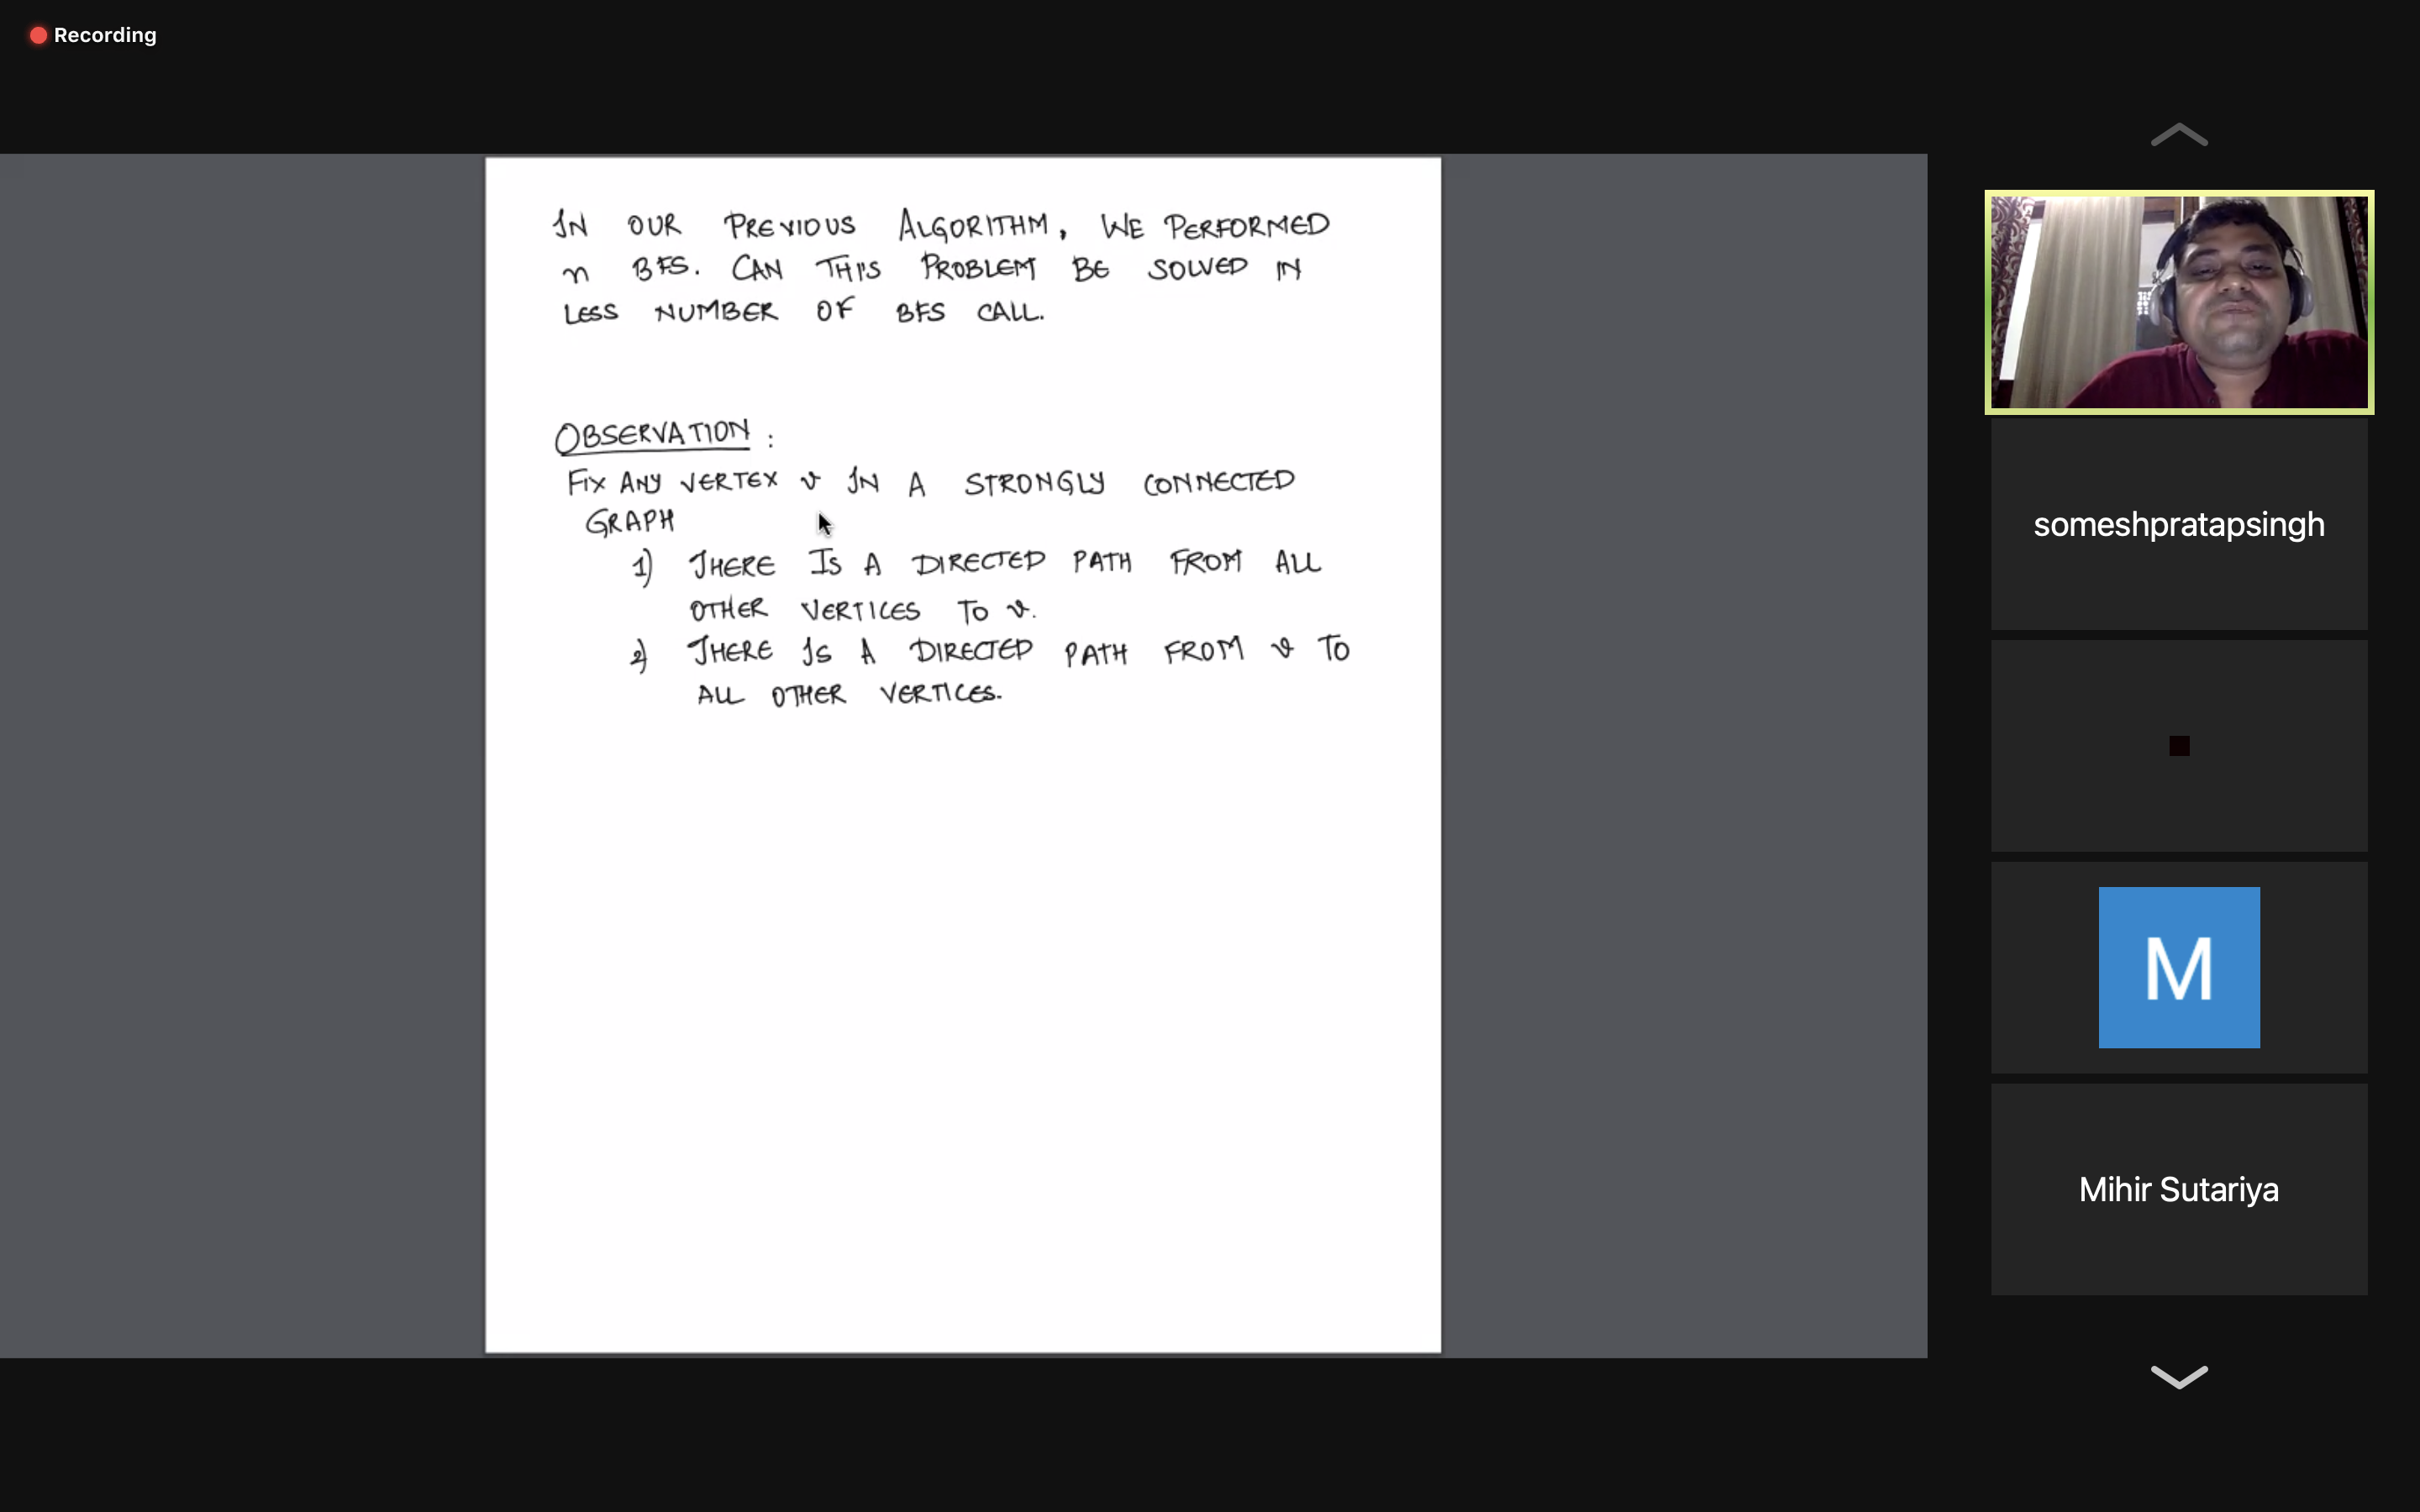 Recording
IN OUR PREVIOUS ALGORITHM, WE PERFORMED
n BFS. CAN THIS PROBLEM BE SOLVED IN
LESS NUMBER OF BFS CALL.
OBSERVATION :
FIX ANY VERTEX v IN A STRONGLY CONNECTED
GRAPH
1) THERE IS A DIRECTED PATH FROM ALL
OTHER VERTICES TO v.
2) THERE IS A DIRECTED PATH FROM v TO
ALL OTHER VERTICES.
someshpratapsingh
M
Mihir Sutariya